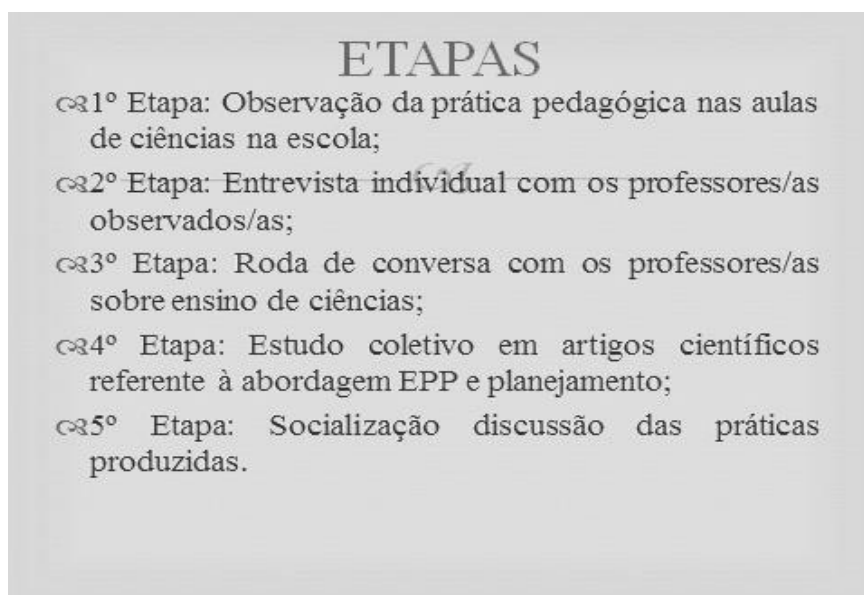 ETAPAS
1º Etapa: Observação da prática pedagógica nas aulas
de ciências na escola;
2º Etapa: Entrevista individual com os professores/as
observados/as;
3º Etapa: Roda de conversa com os professores/as
sobre ensino de ciências;
4º Etapa: Estudo coletivo em artigos científicos
referente à abordagem EPP e planejamento;
5º Etapa: Socialização discussão das práticas
produzidas.